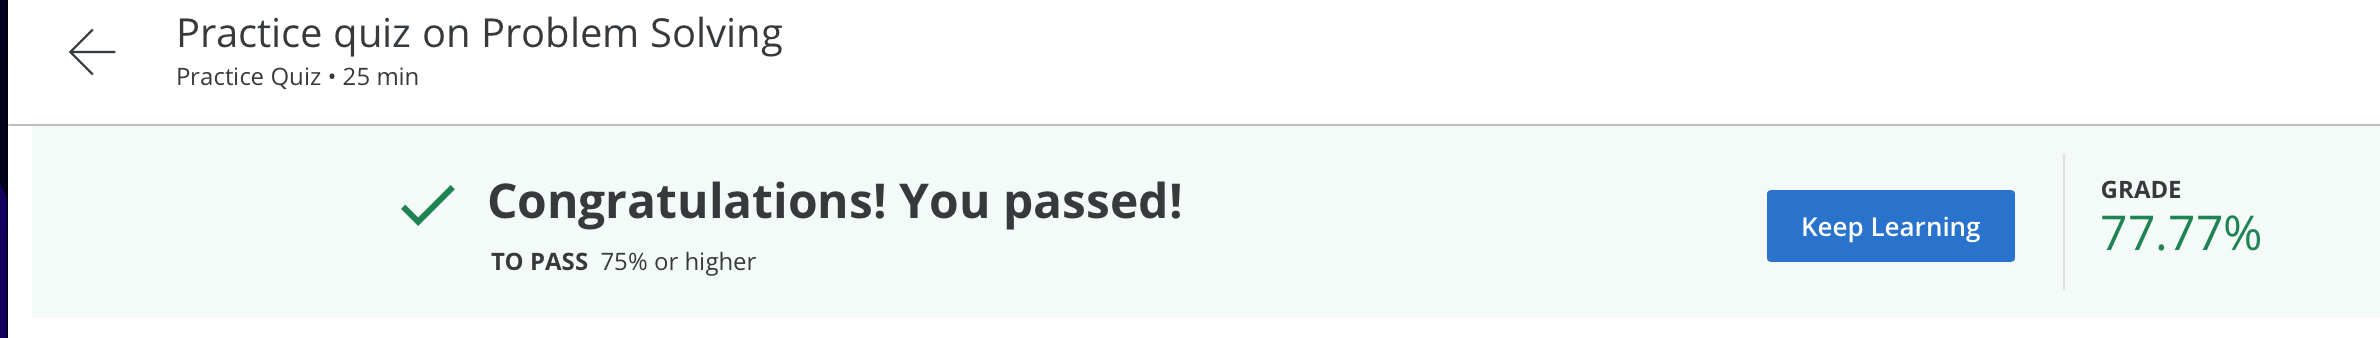 Practice quiz on Problem Solving
Practice Quiz • 25 min
Congratulations! You passed!
TO PASS 75% or higher
Keep Learning
GRADE
77.77%